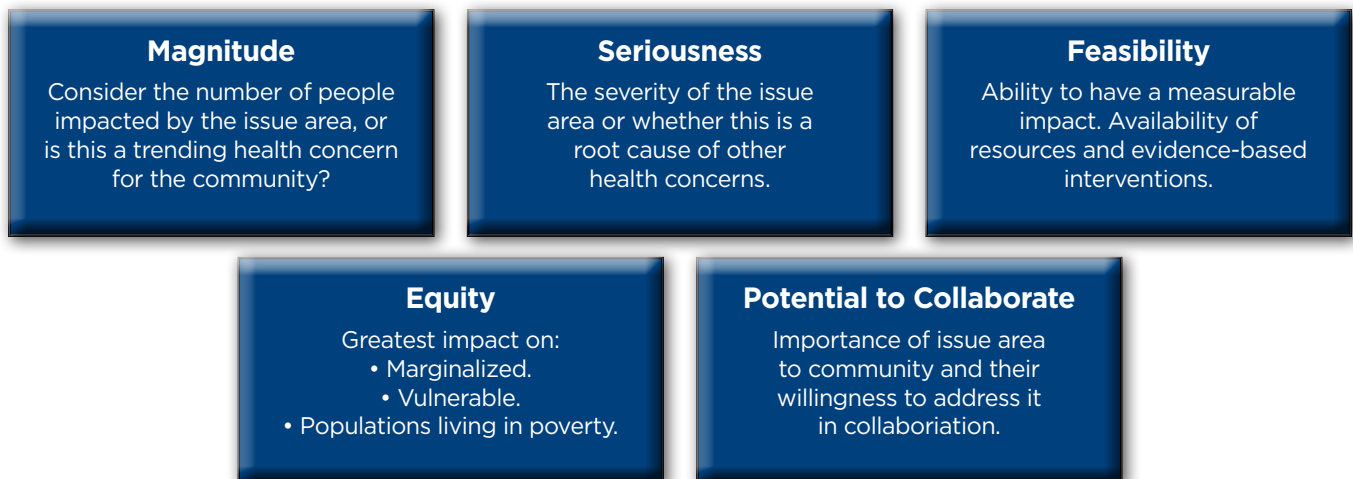 Magnitude
Consider the number of people
impacted by the issue area, or
is this a trending health concern
for the community?
Seriousness
The severity of the issue
area or whether this is a
root cause of other
health concerns.
Feasibility
Ability to have a measurable
impact. Availability of
resources and evidence-based
interventions.
Equity
Greatest impact on:
• Marginalized.
• Vulnerable.
• Populations living in poverty.
Potential to Collaborate
Importance of issue area
to community and their
willingness to address it
in collaboriation.